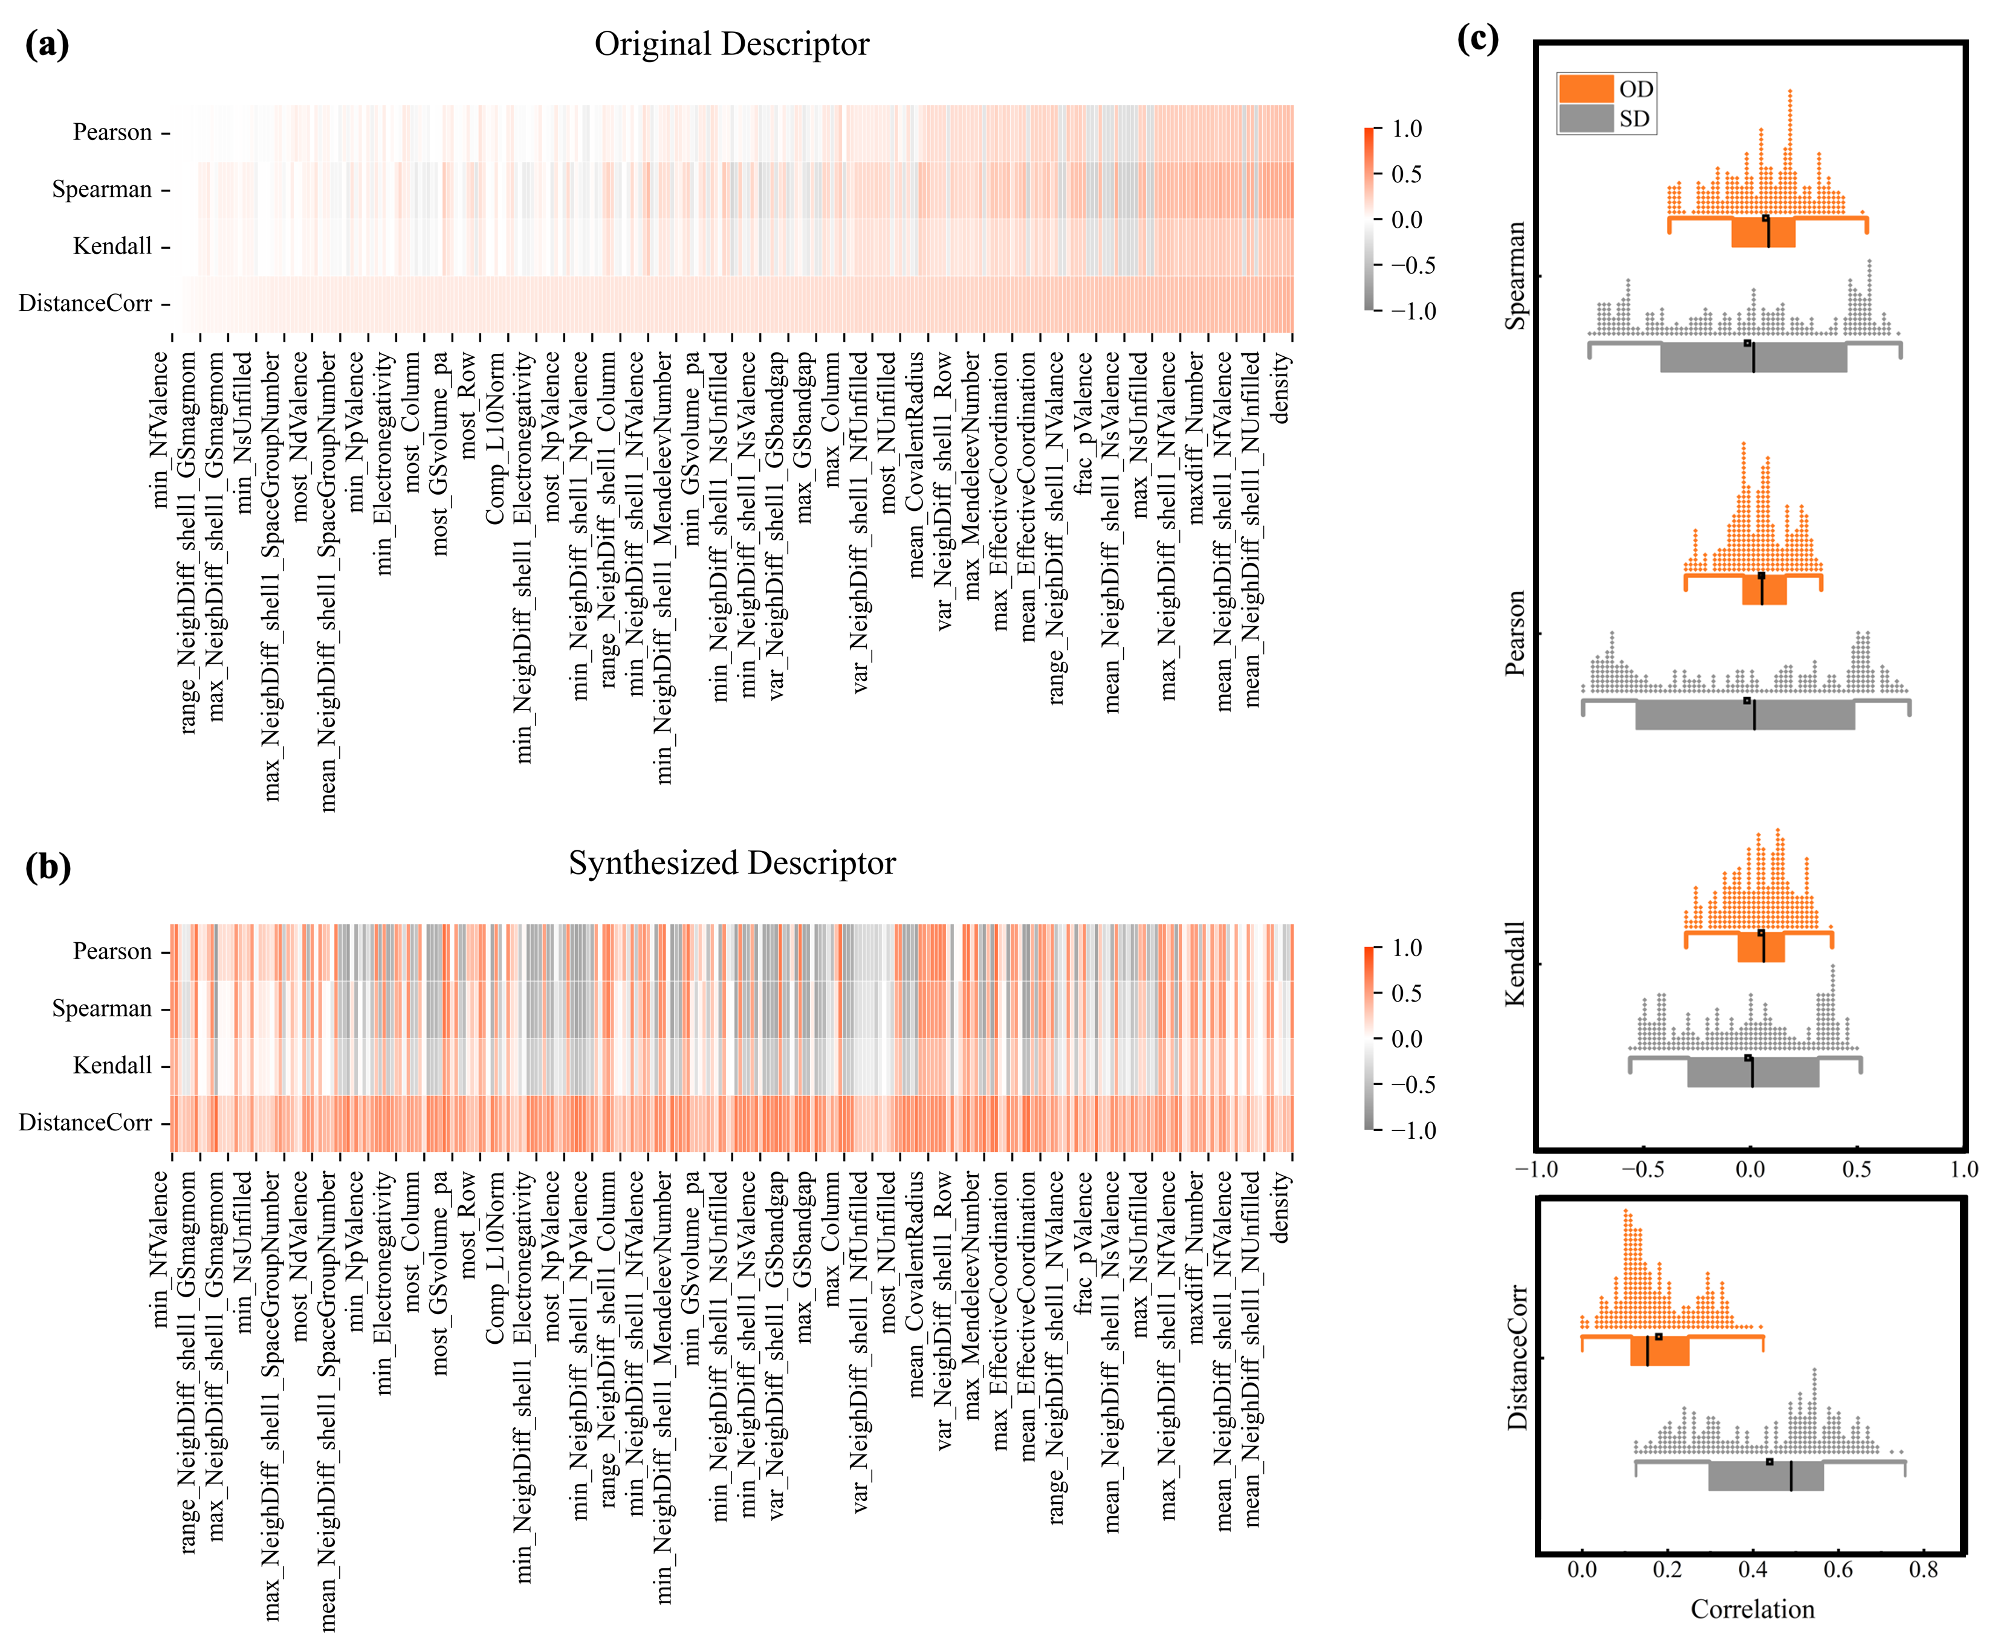 (a)
Original Descriptor
Pearson
Spearman
Kendall
DistanceCorr
1.0
0.5
0.0
−0.5
−1.0
min_NfValence
range_NeighDiff_shell1_GSmagmom
max_NeighDiff_shell1_GSmagmom
min_NsUnfilled
max_NeighDiff_shell1_SpaceGroupNumber
most_NdValence
mean_NeighDiff_shell1_SpaceGroupNumber
min_NpValence
min_Electronegativity
most_Column
most_GSvolume_pa
most_Row
Comp_L10Norm
min_NeighDiff_shell1_Electronegativity
most_NpValence
min_NeighDiff_shell1_NpValence
range_NeighDiff_shell1_Column
min_NeighDiff_shell1_NfValence
min_NeighDiff_shell1_MendeleevNumber
min_GSvolume_pa
min_NeighDiff_shell1_NsUnfilled
min_NeighDiff_shell1_NsValence
var_NeighDiff_shell1_GSbandgap
max_GSbandgap
max_Column
var_NeighDiff_shell1_NfUnfilled
most_NUnfilled
mean_CovalentRadius
var_NeighDiff_shell1_Row
max_MendeleevNumber
max_EffectiveCoordination
mean_EffectiveCoordination
range_NeighDiff_shell1_NValance
frac_pValence
mean_NeighDiff_shell1_NsValence
max_NsUnfilled
max_NeighDiff_shell1_NfValence
maxdiff_Number
mean_NeighDiff_shell1_NfValence
mean_NeighDiff_shell1_NUnfilled
density
(b)
Synthesized Descriptor
Pearson
Spearman
Kendall
DistanceCorr
1.0
0.5
0.0
−0.5
−1.0
min_NfValence
range_NeighDiff_shell1_GSmagmom
max_NeighDiff_shell1_GSmagmom
min_NsUnfilled
max_NeighDiff_shell1_SpaceGroupNumber
most_NdValence
mean_NeighDiff_shell1_SpaceGroupNumber
min_NpValence
min_Electronegativity
most_Column
most_GSvolume_pa
most_Row
Comp_L10Norm
min_NeighDiff_shell1_Electronegativity
most_NpValence
min_NeighDiff_shell1_NpValence
range_NeighDiff_shell1_Column
min_NeighDiff_shell1_NfValence
min_NeighDiff_shell1_MendeleevNumber
min_GSvolume_pa
min_NeighDiff_shell1_NsUnfilled
min_NeighDiff_shell1_NsValence
var_NeighDiff_shell1_GSbandgap
max_GSbandgap
max_Column
var_NeighDiff_shell1_NfUnfilled
most_NUnfilled
mean_CovalentRadius
var_NeighDiff_shell1_Row
max_MendeleevNumber
max_EffectiveCoordination
mean_EffectiveCoordination
range_NeighDiff_shell1_NValance
frac_pValence
mean_NeighDiff_shell1_NsValence
max_NsUnfilled
max_NeighDiff_shell1_NfValence
maxdiff_Number
mean_NeighDiff_shell1_NfValence
mean_NeighDiff_shell1_NUnfilled
density
(c)
OD
SD
Spearman
Pearson
Kendall
−1.0
−0.5
0.0
0.5
1.0
DistanceCorr
0.0
0.2
0.4
0.6
0.8
Correlation